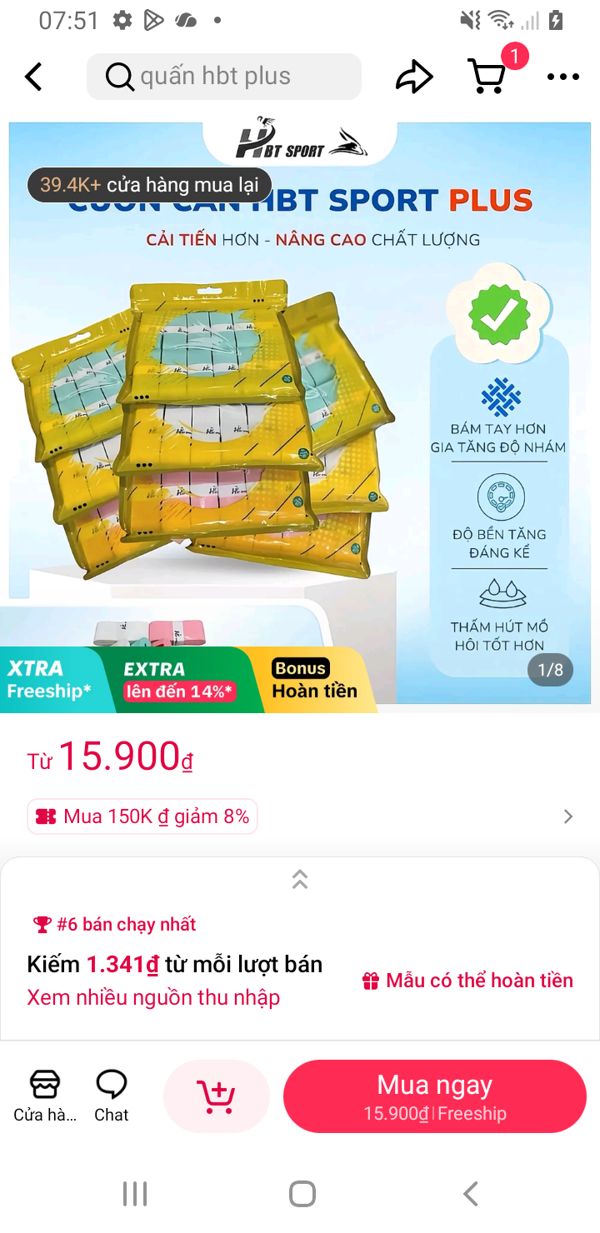 07:51
quấn hbt plus
1
HBT SPORT
39.4K+ cửa hàng mua lại
CUỐN CÁN HBT SPORT PLUS
CẢI TIẾN HƠN - NÂNG CAO CHẤT LƯỢNG
BÁM TAY HƠN
GIA TĂNG ĐỘ NHÁM
ĐỘ BỀN TĂNG
ĐÁNG KỂ
THẤM HÚT MỒ
HÔI TỐT HƠN
1/8
XTRA
Freeship*
EXTRA
lên đến 14%*
Bonus
Hoàn tiền
Từ 15.900₫
Mua 150K ₫ giảm 8%
#6 bán chạy nhất
Kiếm 1.341₫ từ mỗi lượt bán
Xem nhiều nguồn thu nhập
Mẫu có thể hoàn tiền
Cửa hà...
Chat
Mua ngay
15.900₫|Freeship